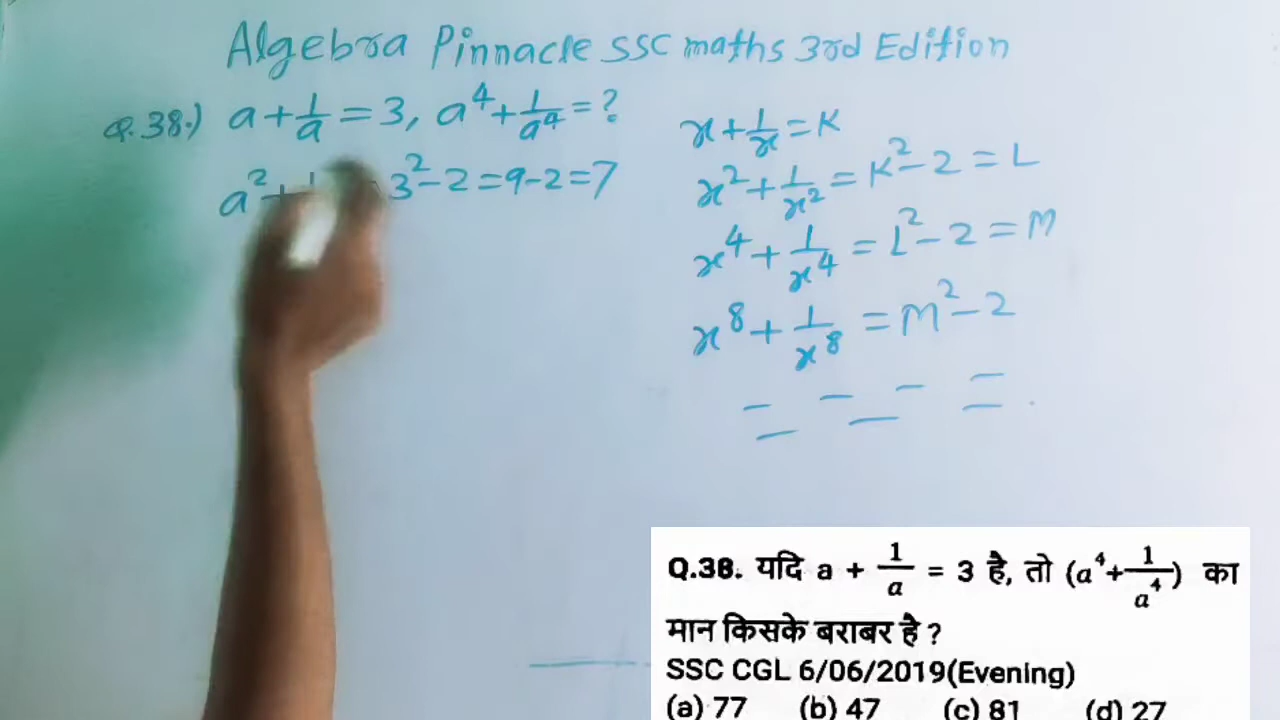 Algebra Pinnacle SSC maths 3rd Edition
Q.38.) a + 1/a = 3, a⁴ + 1/a⁴ = ?
a² + 3² - 2 = 9 - 2 = 7
x + 1/x = K
x² + 1/x² = K² - 2 = L
x⁴ + 1/x⁴ = L² - 2 = M
x⁸ + 1/x⁸ = M² - 2
Q.38. यदि a + 1/a = 3 है, तो (a⁴ + 1/a⁴) का
मान किसके बराबर है ?
SSC CGL 6/06/2019(Evening)
(a) 77 (b) 47 (c) 81 (d) 27